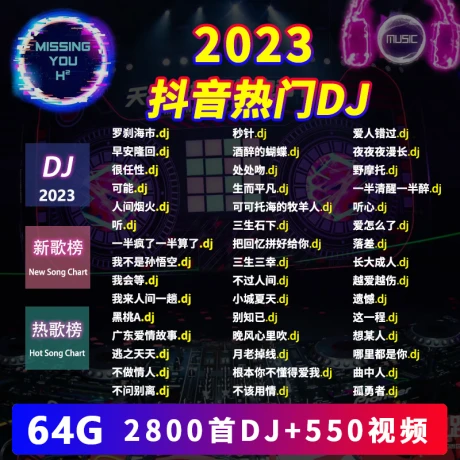 MISSING
YOU
H²
MUSIC
2023
抖音热门DJ
DJ
2023
新歌榜
New Song Chart
热歌榜
Hot Song Chart
罗刹海市.dj
早安隆回.dj
很任性.dj
可能.dj
人间烟火.dj
听.dj
一半疯了一半算了.dj
我不是孙悟空.dj
我会等.dj
我来人间一趟.dj
黑桃A.dj
广东爱情故事.dj
逃之夭夭.dj
不做情人.dj
不问别离.dj
秒针.dj
酒醉的蝴蝶.dj
处处吻.dj
生而平凡.dj
可可托海的牧羊人.dj
三生石下.dj
把回忆拼好给你.dj
三生三幸.dj
不过人间.dj
小城夏天.dj
别知已.dj
晚风心里吹.dj
月老掉线.dj
根本你不懂得爱我.dj
不该用情.dj
爱人错过.dj
夜夜夜漫长.dj
野摩托.dj
一半清醒一半醉.dj
听心.dj
爱怎么了.dj
落差.dj
长大成人.dj
越爱越伤.dj
遗憾.dj
这一程.dj
想某人.dj
哪里都是你.dj
曲中人.dj
孤勇者.dj
64G 2800首DJ+550视频